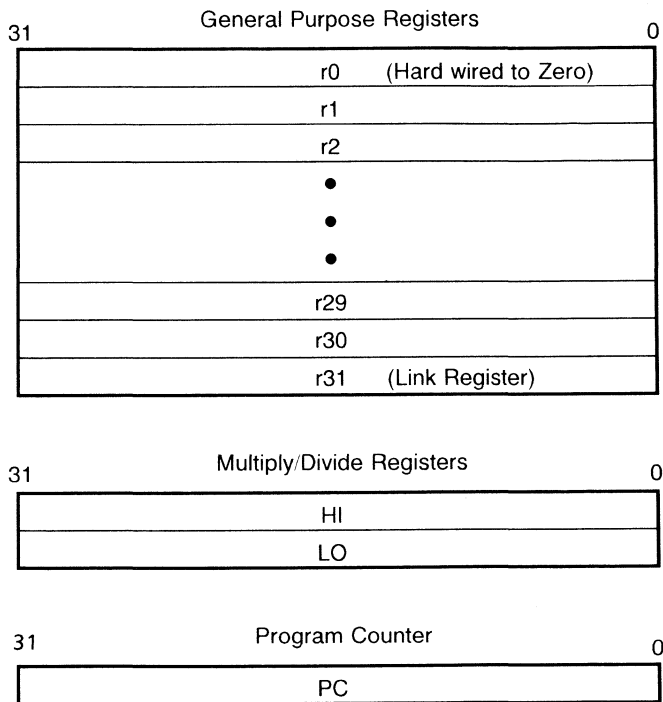 General Purpose Registers
31 0
r0 (Hard wired to Zero)
r1
r2
r29
r30
r31 (Link Register)
Multiply/Divide Registers
31 0
HI
LO
Program Counter
31 0
PC